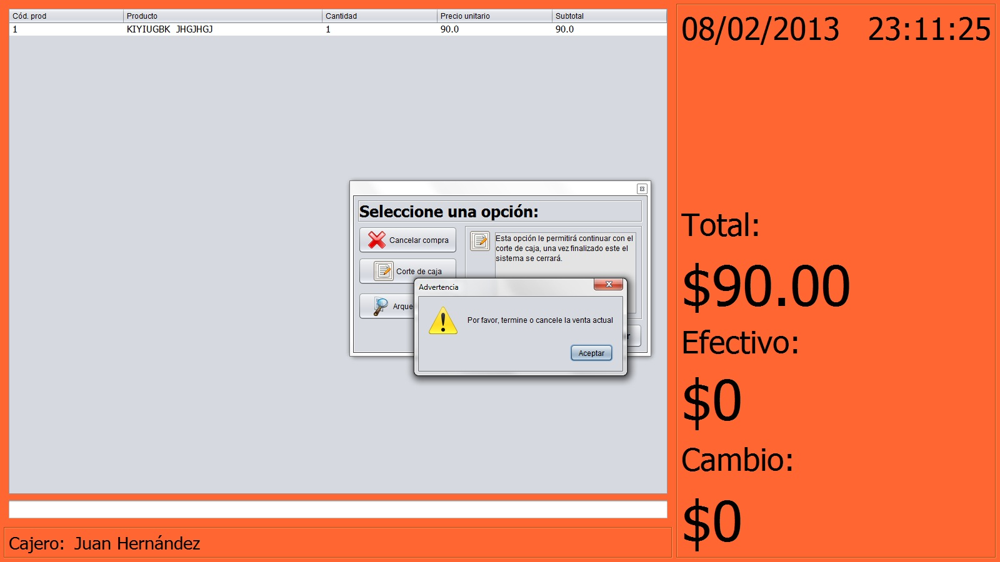 Cód. prod Producto Cantidad Precio unitario Subtotal
1 KIYIUGBK JHGJHGJ 1 90.0 90.0
08/02/2013 23:11:25
Seleccione una opción:
Cancelar compra
Corte de caja
Arque
Esta opción le permitirá continuar con el
corte de caja, una vez finalizado este el
sistema se cerrará.
Advertencia
Por favor, termine o cancele la venta actual
Aceptar
Total:
$90.00
Efectivo:
$0
Cambio:
$0
Cajero: Juan Hernández